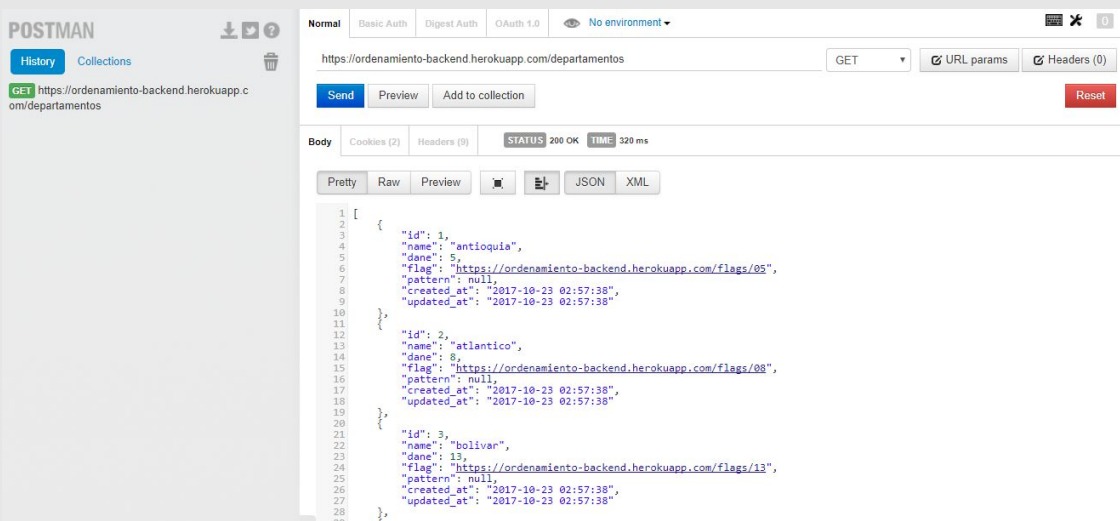 POSTMAN
History Collections
GET https://ordenamiento-backend.herokuapp.c
om/departamentos
Normal Basic Auth Digest Auth OAuth 1.0 No environment
0
https://ordenamiento-backend.herokuapp.com/departamentos GET URL params Headers (0)
Send Preview Add to collection Reset
Body Cookies (2) Headers (9) STATUS 200 OK TIME 320 ms
Pretty Raw Preview JSON XML
1 [
2 {
3 "id": 1,
4 "name": "antioquia",
5 "dane": 5,
6 "flag": "https://ordenamiento-backend.herokuapp.com/flags/05",
7 "pattern": null,
8 "created_at": "2017-10-23 02:57:38",
9 "updated_at": "2017-10-23 02:57:38"
10 },
11 {
12 "id": 2,
13 "name": "atlantico",
14 "dane": 8,
15 "flag": "https://ordenamiento-backend.herokuapp.com/flags/08",
16 "pattern": null,
17 "created_at": "2017-10-23 02:57:38",
18 "updated_at": "2017-10-23 02:57:38"
19 },
20 {
21 "id": 3,
22 "name": "bolivar",
23 "dane": 13,
24 "flag": "https://ordenamiento-backend.herokuapp.com/flags/13",
25 "pattern": null,
26 "created_at": "2017-10-23 02:57:38",
27 "updated_at": "2017-10-23 02:57:38"
28 },